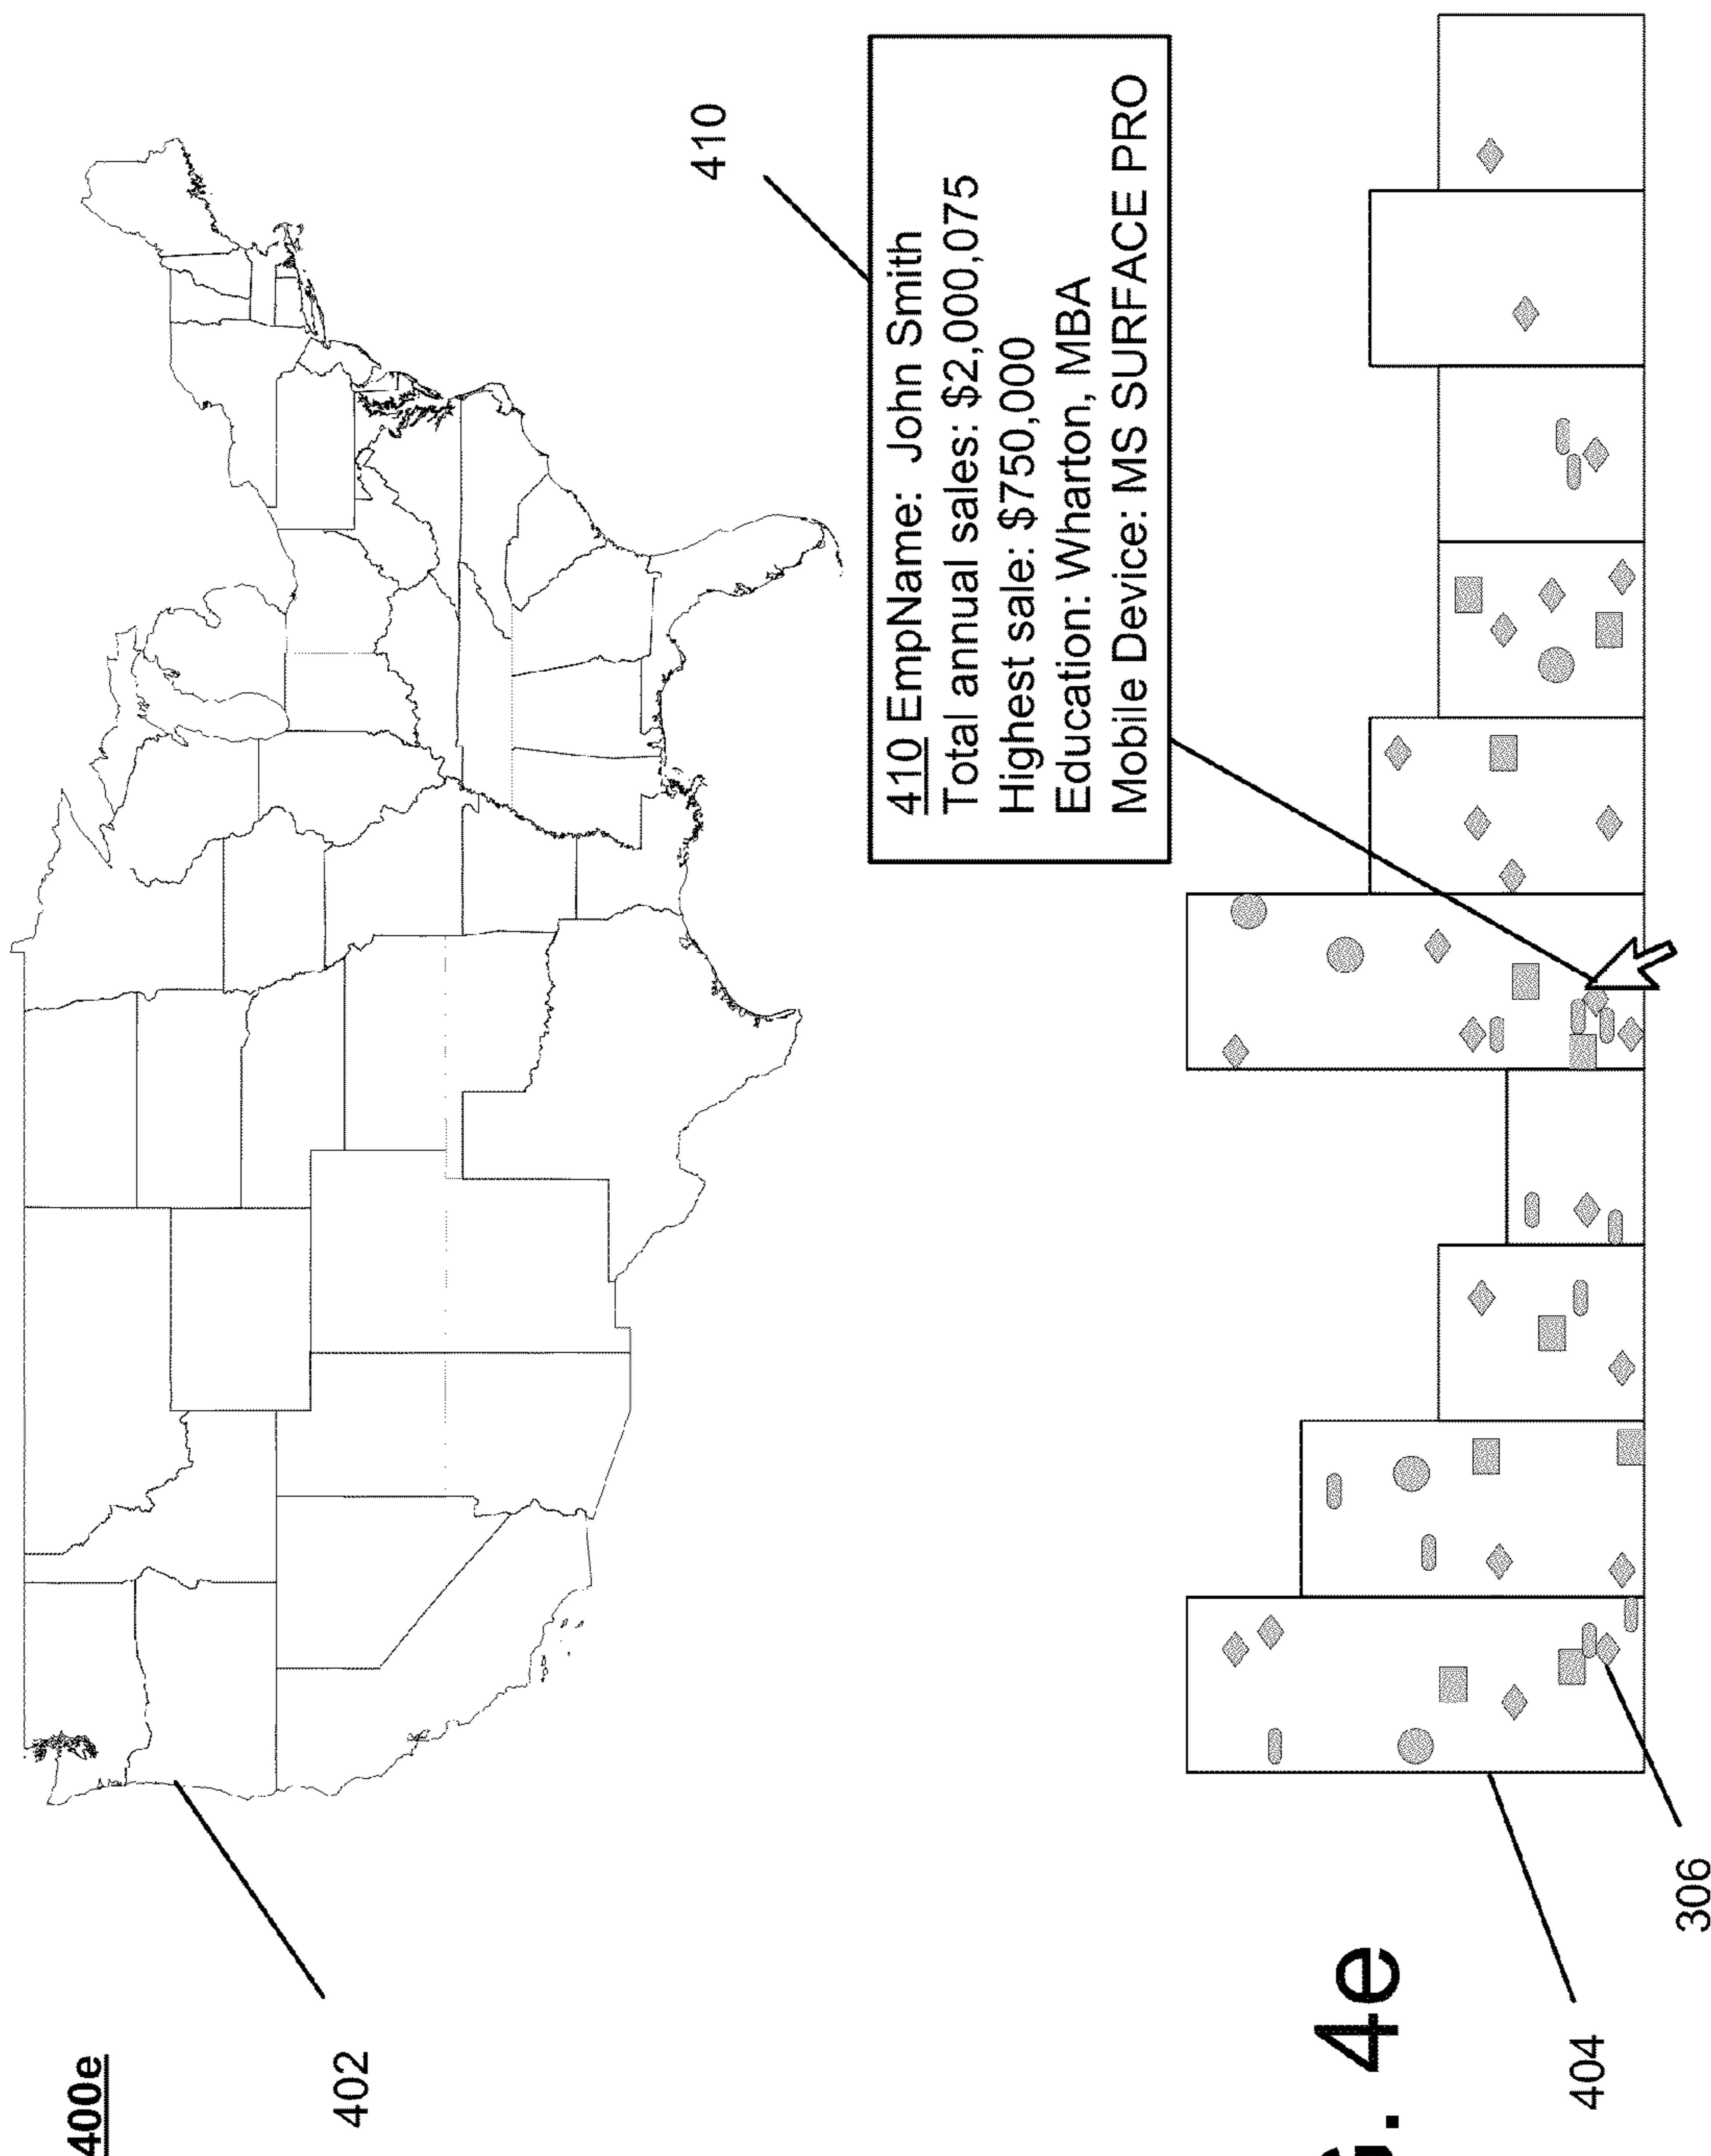 400e
402
410
410 EmpName: John Smith
Total annual sales: $2,000,075
Highest sale: $750,000
Education: Wharton, MBA
Mobile Device: MS SURFACE PRO
404
306
4e